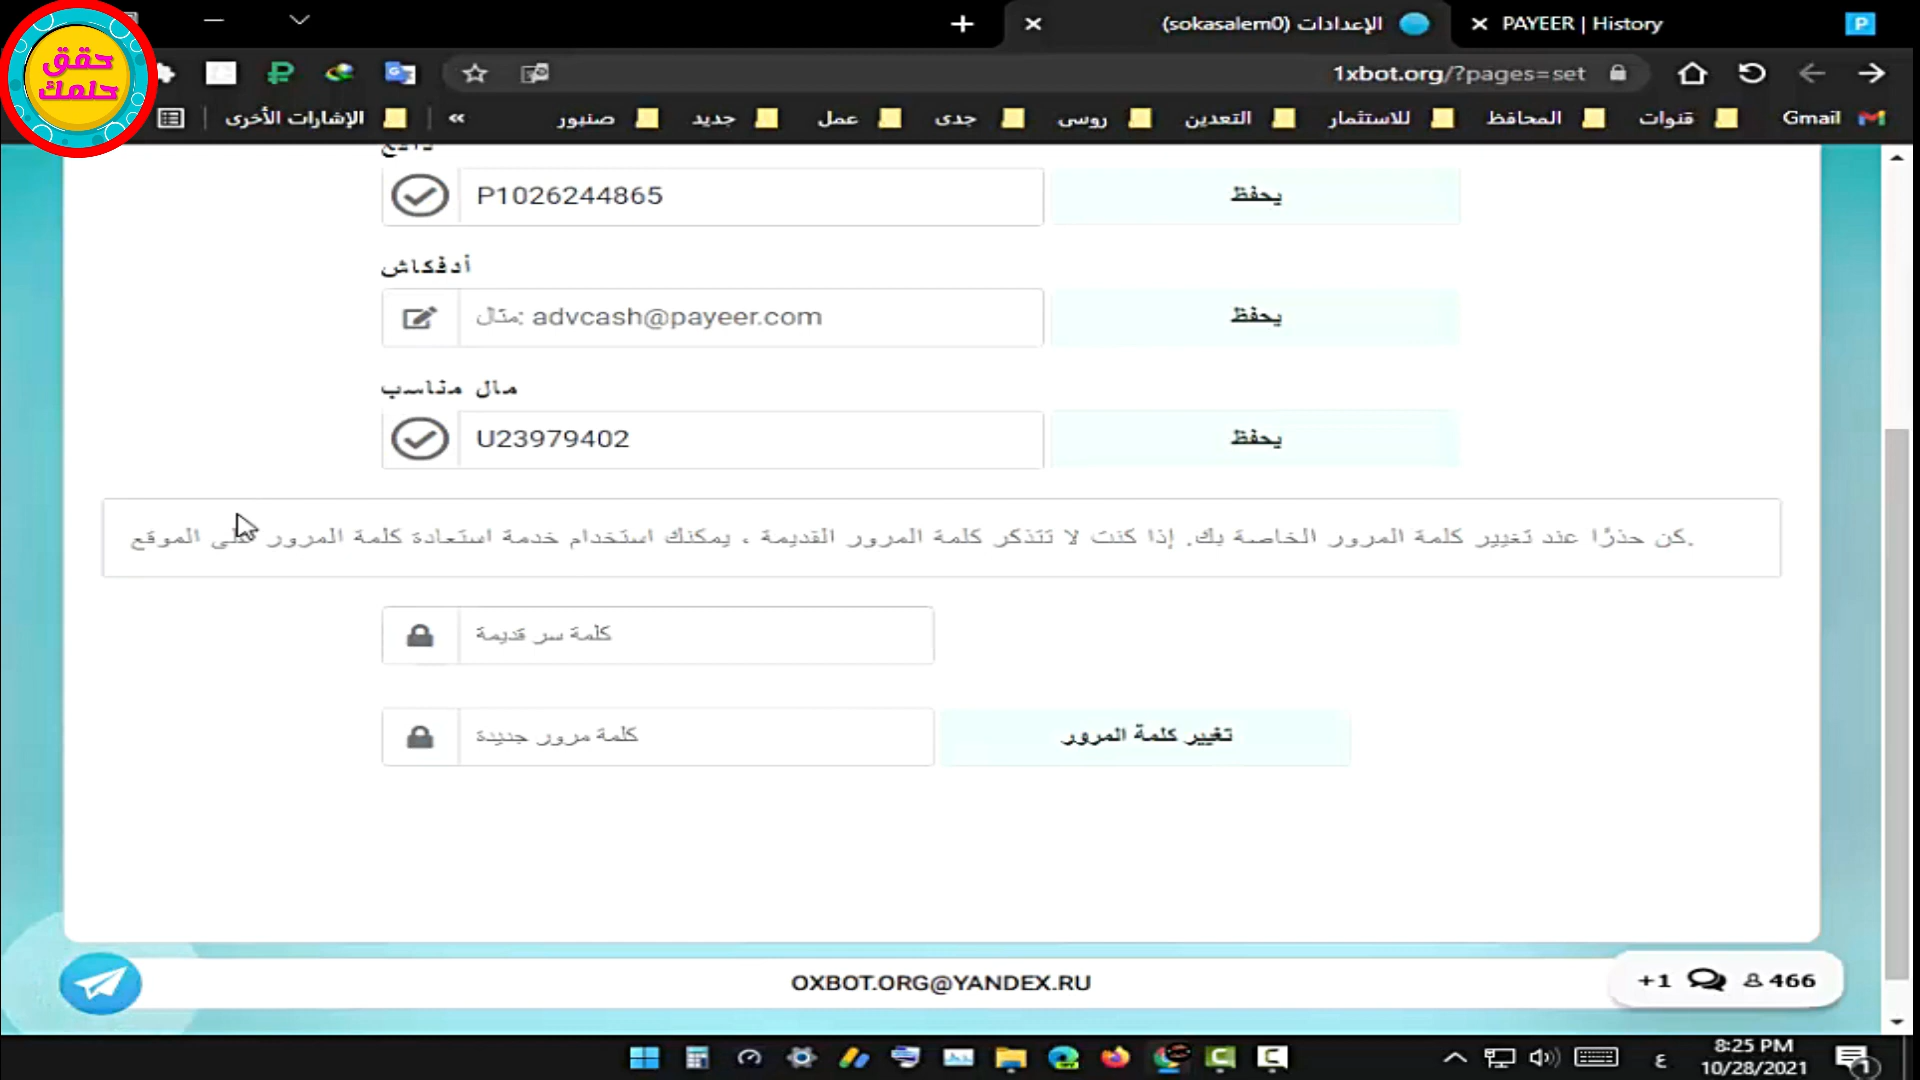 حقق
حلمك
الإعدادات (sokasalem0)
PAYEER | History
1xbot.org/?pages=set
Gmail
قنوات
المحافظ
للاستثمار
التعدين
روسى
جدى
عمل
جديد
صنبور
»
الإشارات الأخرى
P1026244865
يحفظ
أدفكاش
مثال: advcash@payeer.com
يحفظ
مال مناسب
U23979402
يحفظ
كن حذرًا عند تغيير كلمة المرور الخاصة بك. إذا كنت لا تتذكر كلمة المرور القديمة ، يمكنك استخدام خدمة استعادة كلمة المرور على الموقع.
كلمة سر قديمة
كلمة مرور جديدة
تغيير كلمة المرور
OXBOT.ORG@YANDEX.RU
+1
466
ع
8:25 PM
10/28/2021